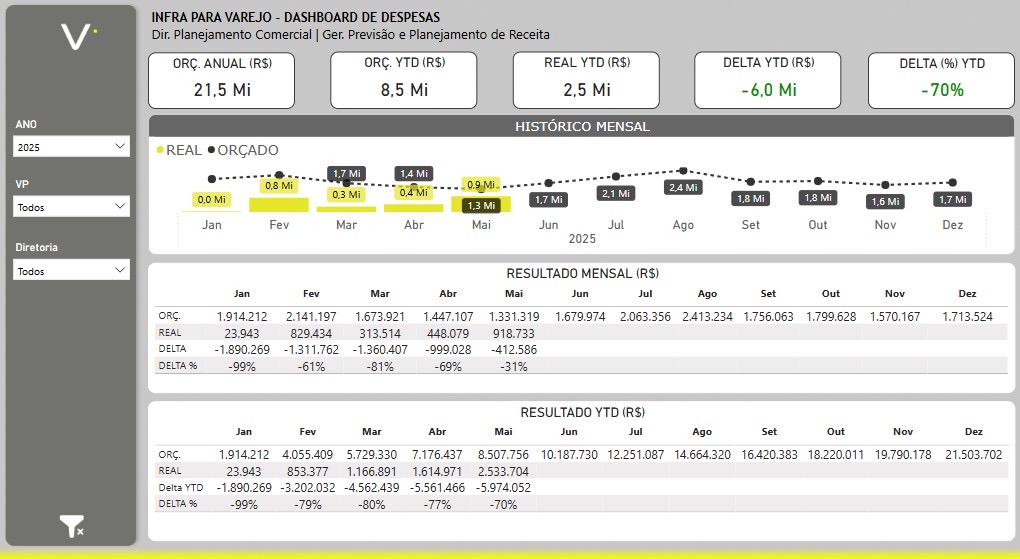 INFRA PARA VAREJO - DASHBOARD DE DESPESAS
Dir. Planejamento Comercial | Ger. Previsão e Planejamento de Receita
V
ANO
2025
VP
Todos
Diretoria
Todos
ORÇ. ANUAL (R$) ORÇ. YTD (R$) REAL YTD (R$) DELTA YTD (R$) DELTA (%) YTD
21,5 Mi 8,5 Mi 2,5 Mi -6,0 Mi -70%
HISTÓRICO MENSAL
REAL ORÇADO
1,7 Mi 1,4 Mi
0,0 Mi 0,8 Mi 0,3 Mi 0,4 Mi 0,9 Mi
1,3 Mi 1,7 Mi 2,1 Mi 2,4 Mi 1,8 Mi 1,8 Mi 1,6 Mi 1,7 Mi
Jan Fev Mar Abr Mai Jun Jul Ago Set Out Nov Dez
2025
RESULTADO MENSAL (R$)
Jan Fev Mar Abr Mai Jun Jul Ago Set Out Nov Dez
ORÇ. 1.914.212 2.141.197 1.673.921 1.447.107 1.331.319 1.679.974 2.063.356 2.413.234 1.756.063 1.799.628 1.570.167 1.713.524
REAL 23.943 829.434 313.514 448.079 918.733
DELTA -1.890.269 -1.311.762 -1.360.407 -999.028 -412.586
DELTA % -99% -61% -81% -69% -31%
RESULTADO YTD (R$)
Jan Fev Mar Abr Mai Jun Jul Ago Set Out Nov Dez
ORÇ. 1.914.212 4.055.409 5.729.330 7.176.437 8.507.756 10.187.730 12.251.087 14.664.320 16.420.383 18.220.011 19.790.178 21.503.702
REAL 23.943 853.377 1.166.891 1.614.971 2.533.704
Delta YTD -1.890.269 -3.202.032 -4.562.439 -5.561.466 -5.974.052
DELTA % -99% -79% -80% -77% -70%